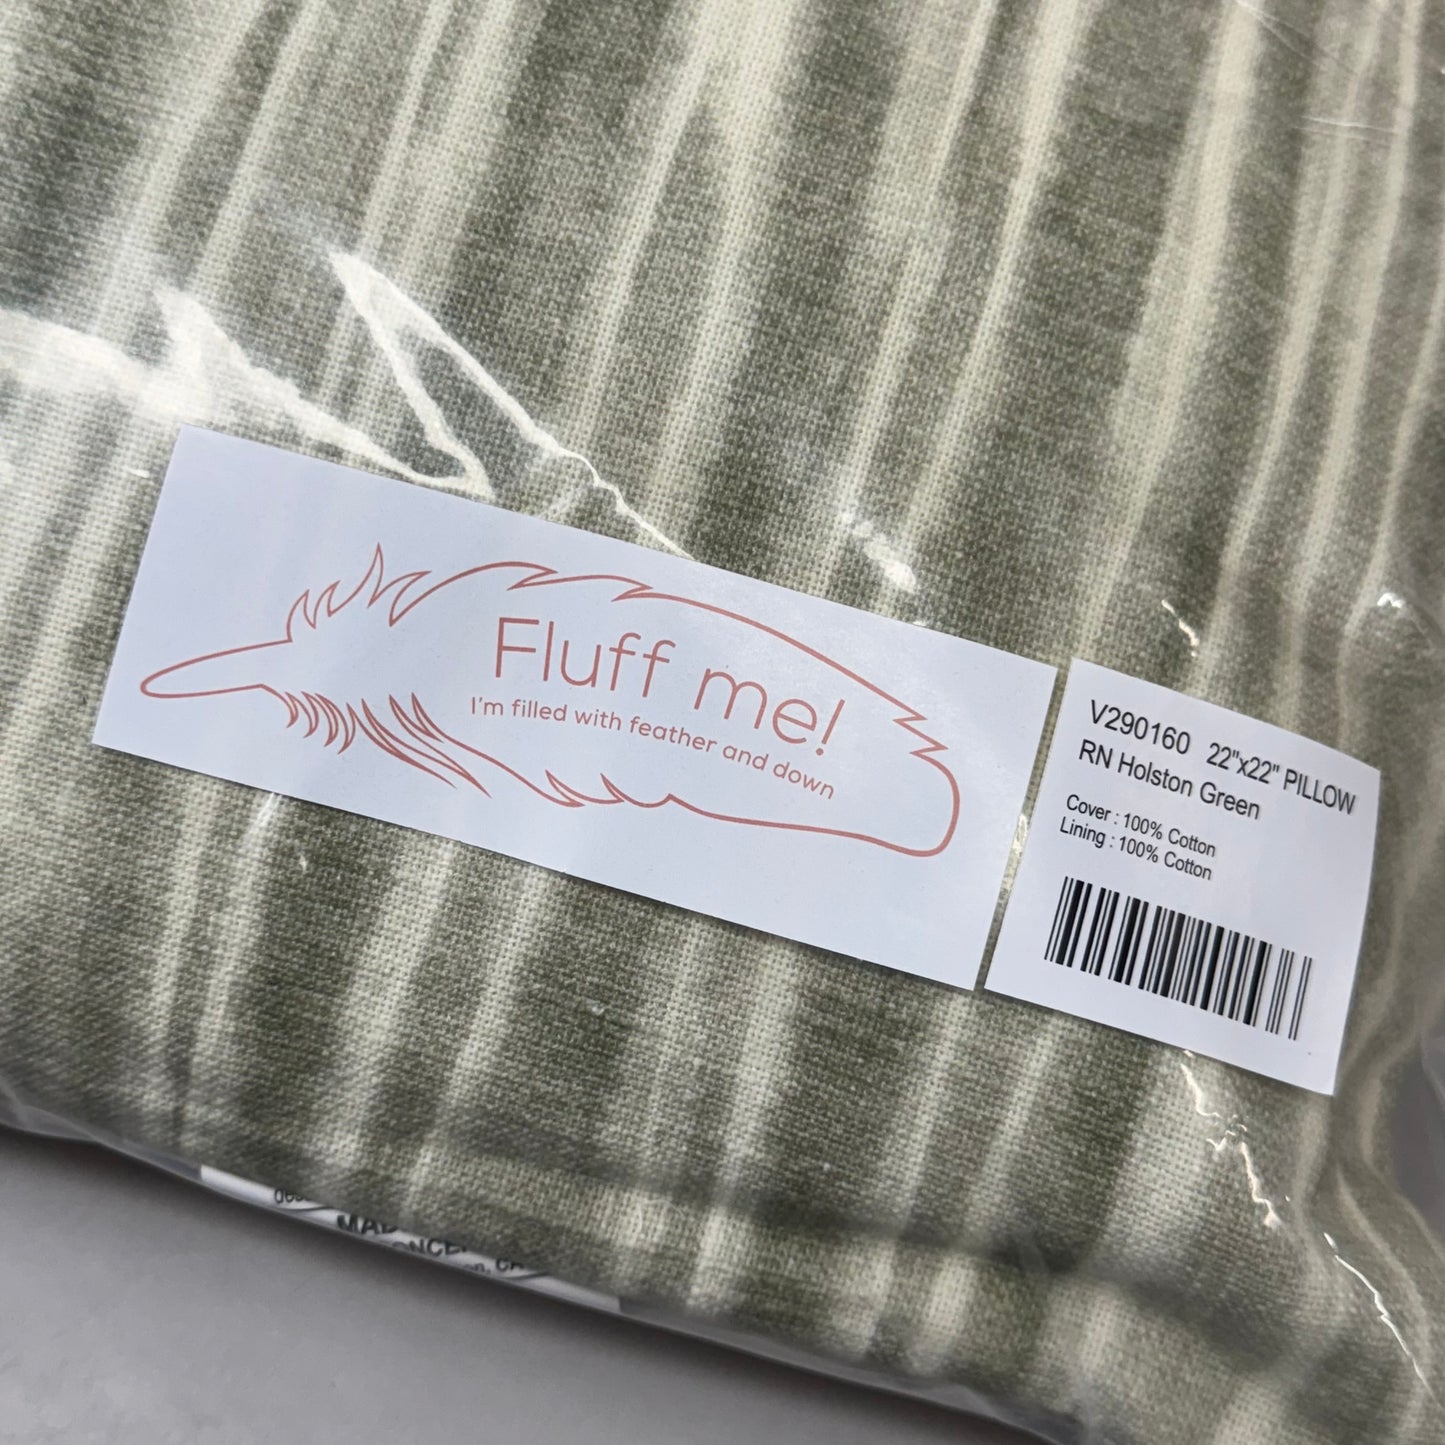 Fluff me!
I'm filled with feather and down
V290160 22"x22" PILLOW
RN Holston Green
Cover : 100% Cotton
Lining : 100% Cotton